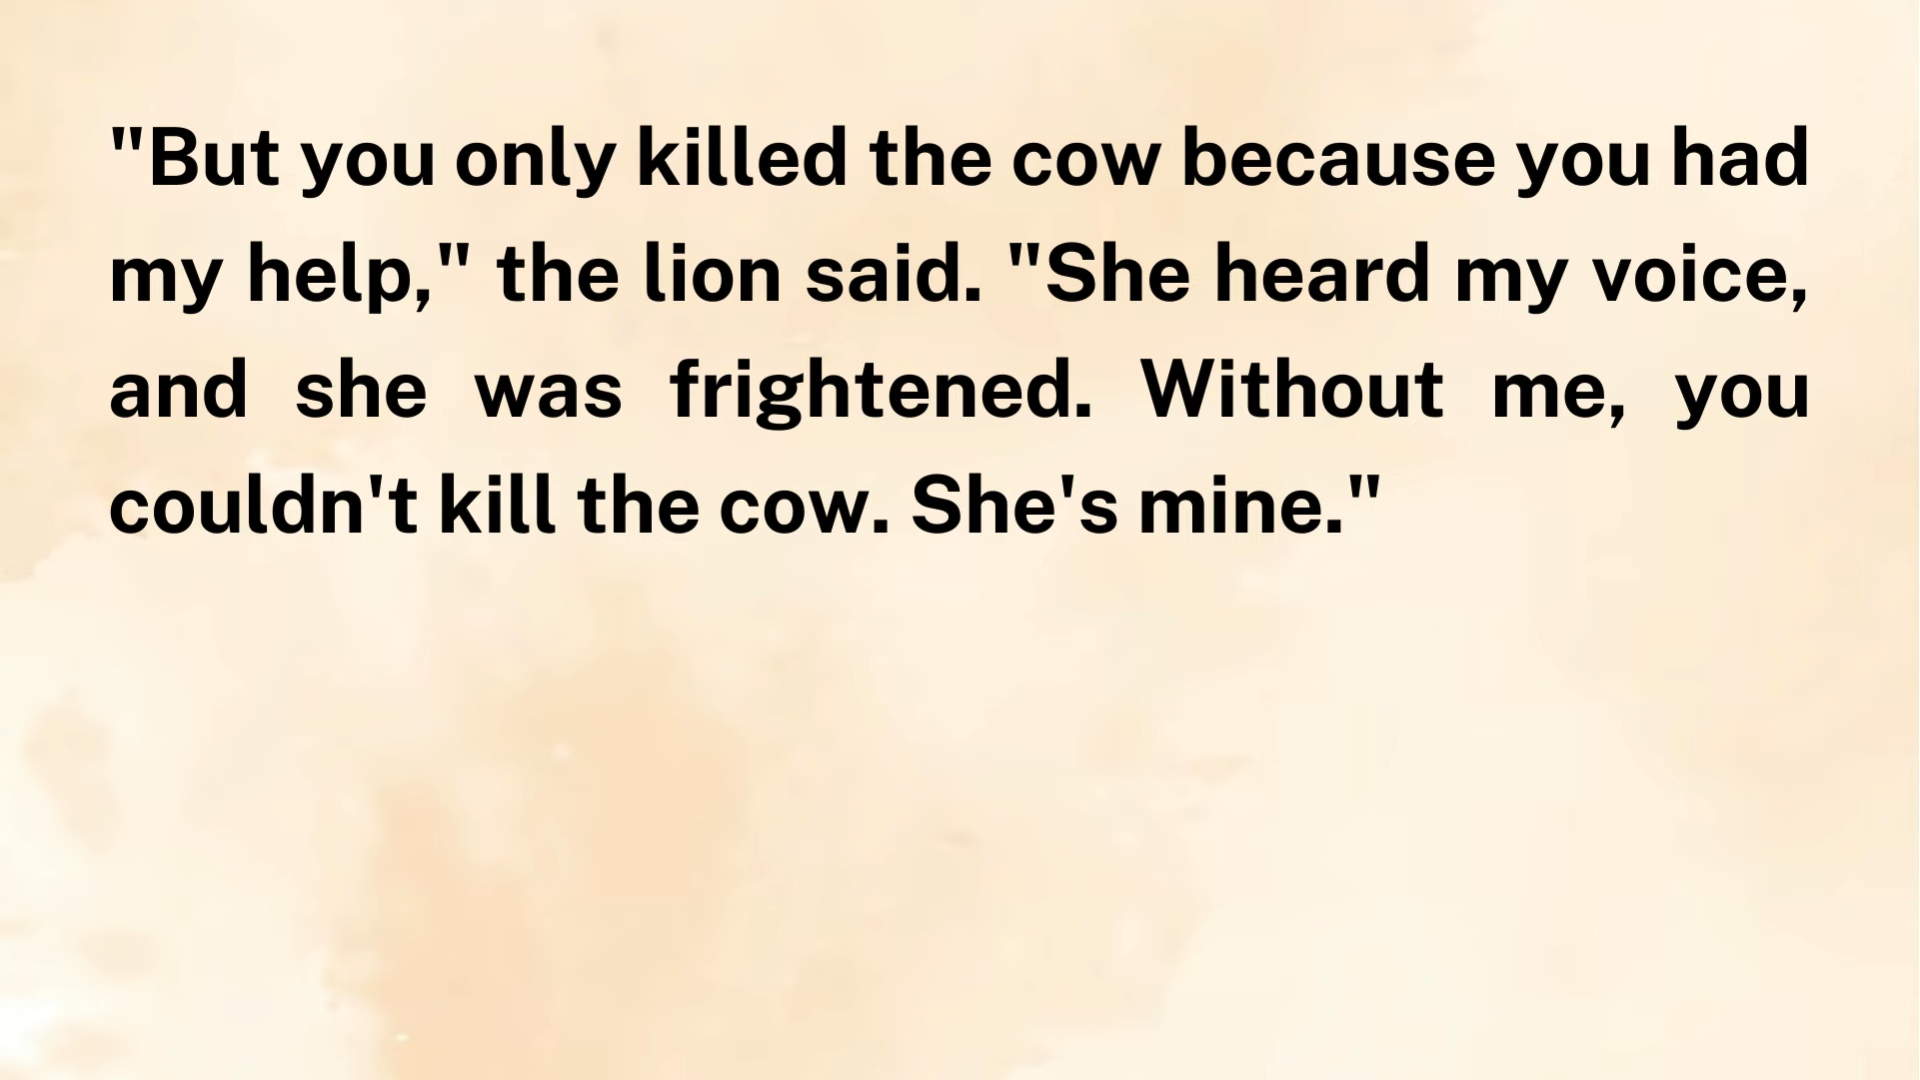 "But you only killed the cow because you had
my help," the lion said. "She heard my voice,
and she was frightened. Without me, you
couldn't kill the cow. She's mine."